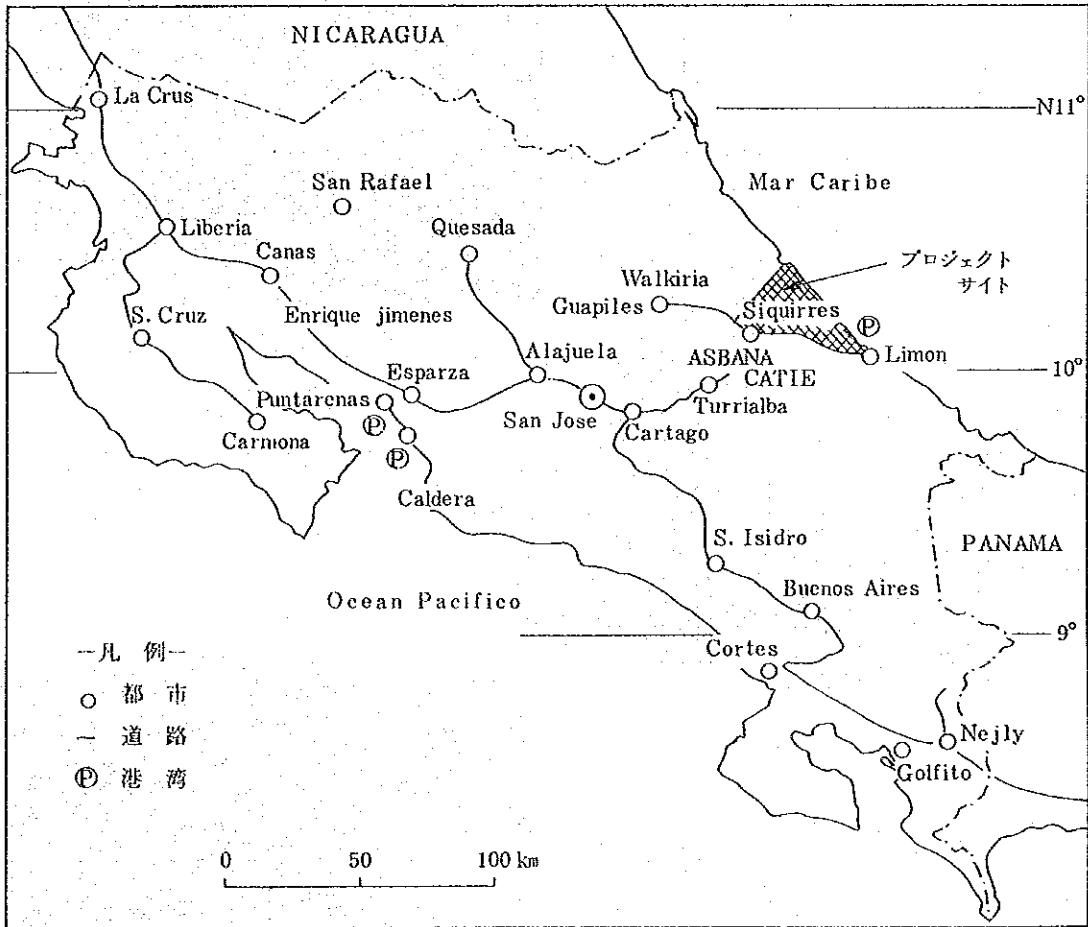 NICARAGUA
La Crus
N11°
San Rafael
Mar Caribe
Liberia
Quesada
Canas
プロジェクト
サイト
Walkiria
Guapiles
Siquirres
Ⓟ
S. Cruz
Enrique jimenes
Limon
Alajuela
ASBANA
CATIE
10°
Esparza
Puntarenas
San Jose
Turrialba
Cartago
Ⓟ
Carmona
Ⓟ
Caldera
S. Isidro
PANAMA
Buenos Aires
Ocean Pacifico
9°
Cortes
－凡 例－
都 市
道 路
Ⓟ 港 湾
Nejly
Golfito
0 50 100 km